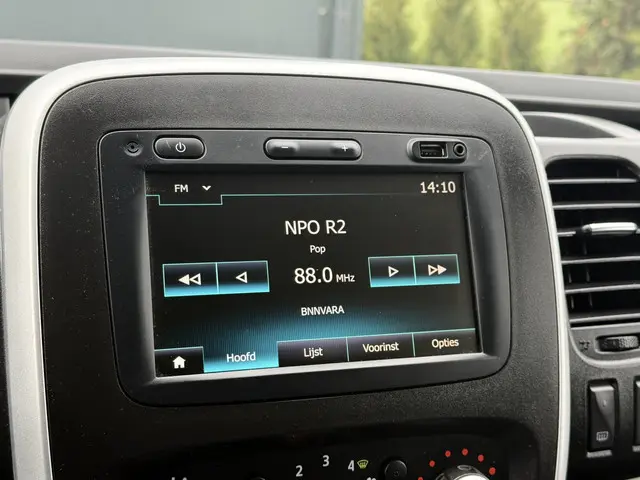 FM 14:10
NPO R2
Pop
88.0 MHz
BNNVARA
Hoofd Lijst Voorinst Opties
2 3 4